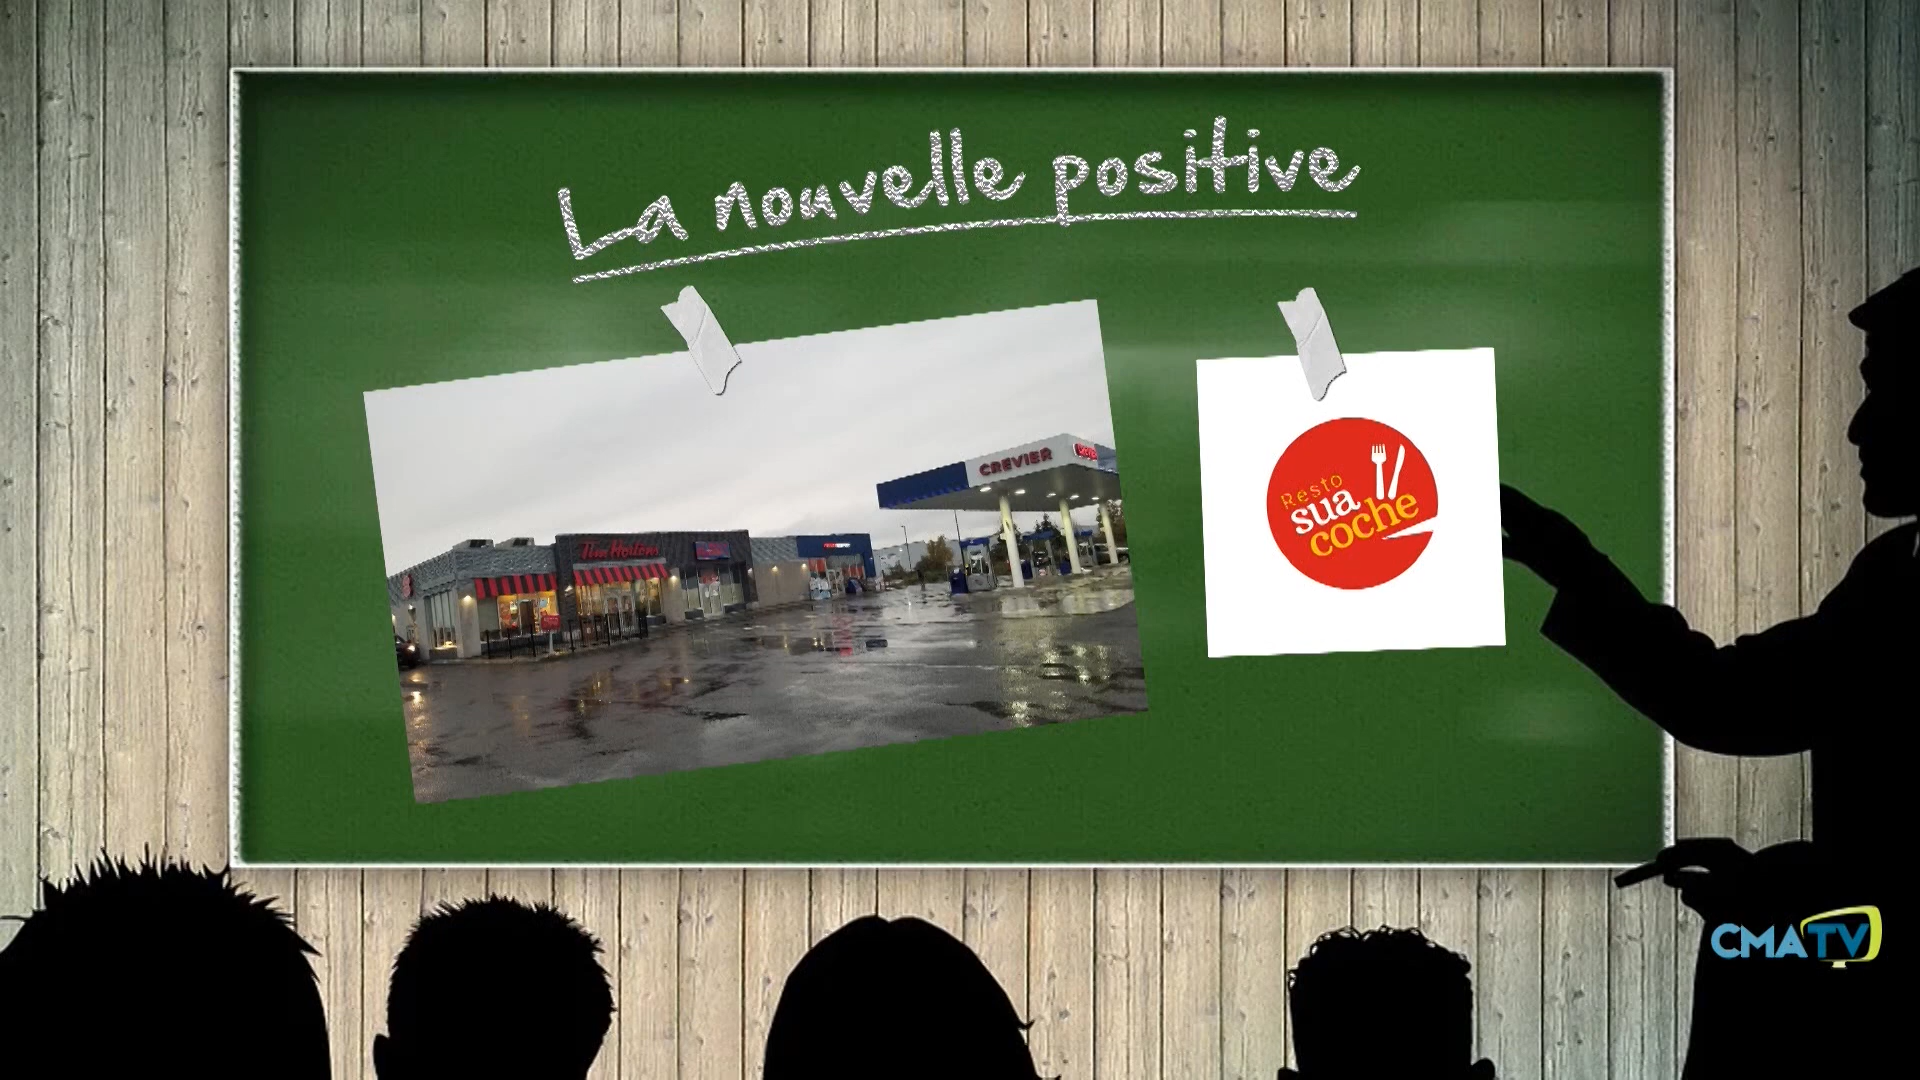 La nouvelle positive
CREVIER
Tim Hortons
Resto
sua
coche
CMATV